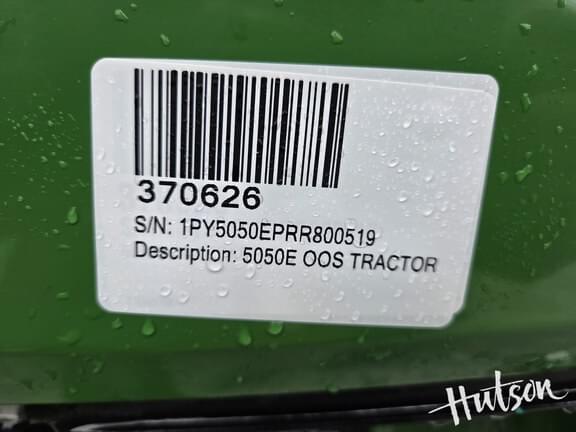 370626
S/N: 1PY5050EPRR800519
Description: 5050E OOS TRACTOR
Hutson